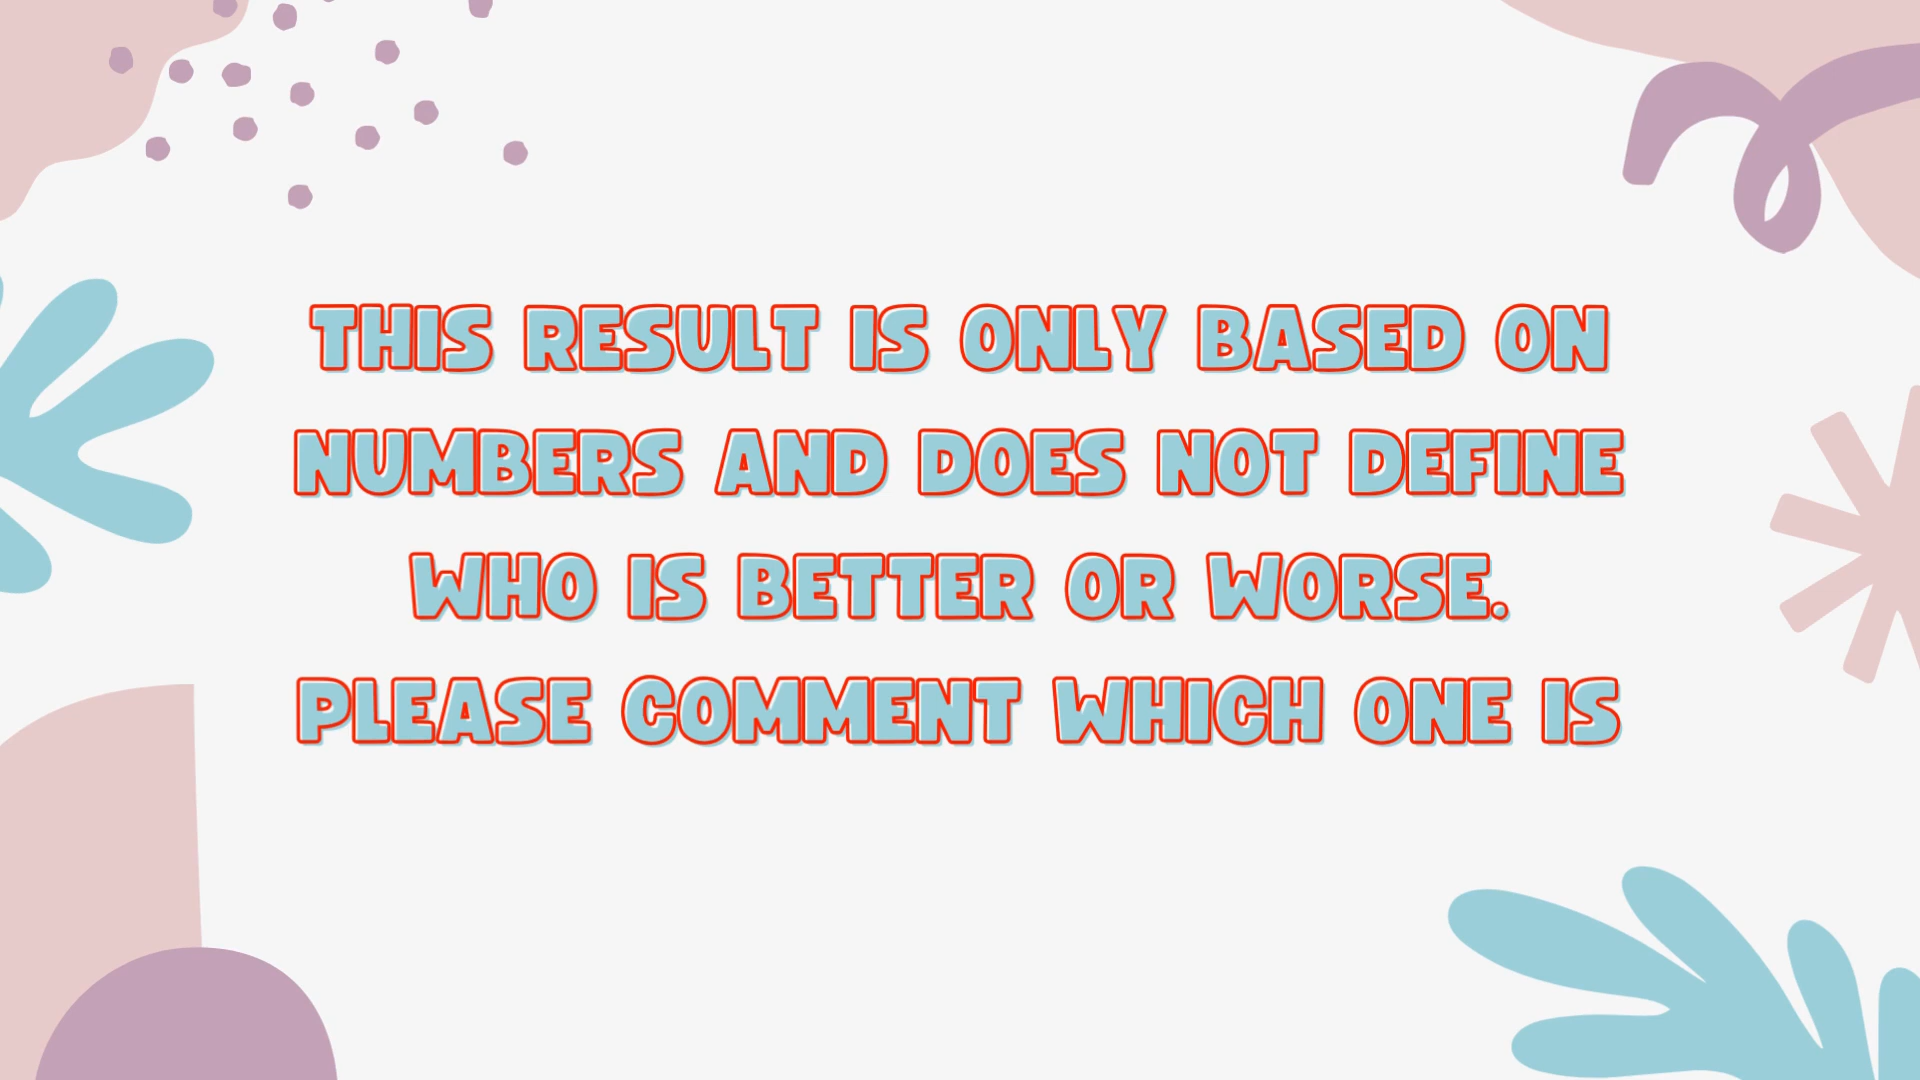 THIS RESULT IS ONLY BASED ON
NUMBERS AND DOES NOT DEFINE
WHO IS BETTER OR WORSE.
PLEASE COMMENT WHICH ONE IS